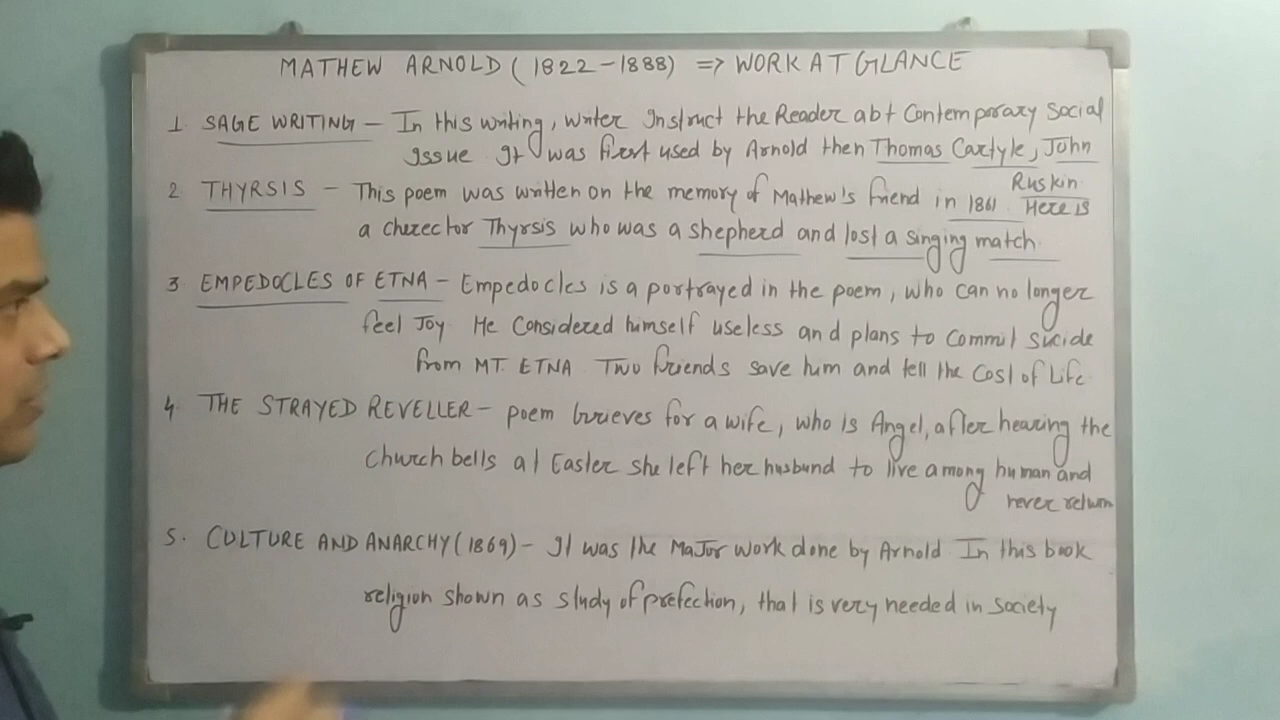 MATHEW ARNOLD (1822-1888) => WORK AT GLANCE
1. SAGE WRITING - In this writing, writer Instruct the Reader abt Contemporary Social
Issue It was first used by Arnold then Thomas Carlyle, John
Ruskin
2 THYRSIS - This poem was written on the memory of Mathew's friend in 1861. Here is
a cherector Thyrsis who was a shepherd and lost a singing match.
3 EMPEDOCLES OF ETNA - Empedocles is a portrayed in the poem, who can no longer
feel Joy He Considered himself useless and plans to Commit sucide
from MT. ETNA Two friends save him and tell the Cost of Life.
4 THE STRAYED REVELLER - poem brieves for a wife, who is Angel, after hearing the
Church bells at Easter she left her husbund to live among human and
never return
5. CULTURE AND ANARCHY (1869) - It was the Major work done by Arnold In this book
religion shown as study of prefection, that is very needed in Society